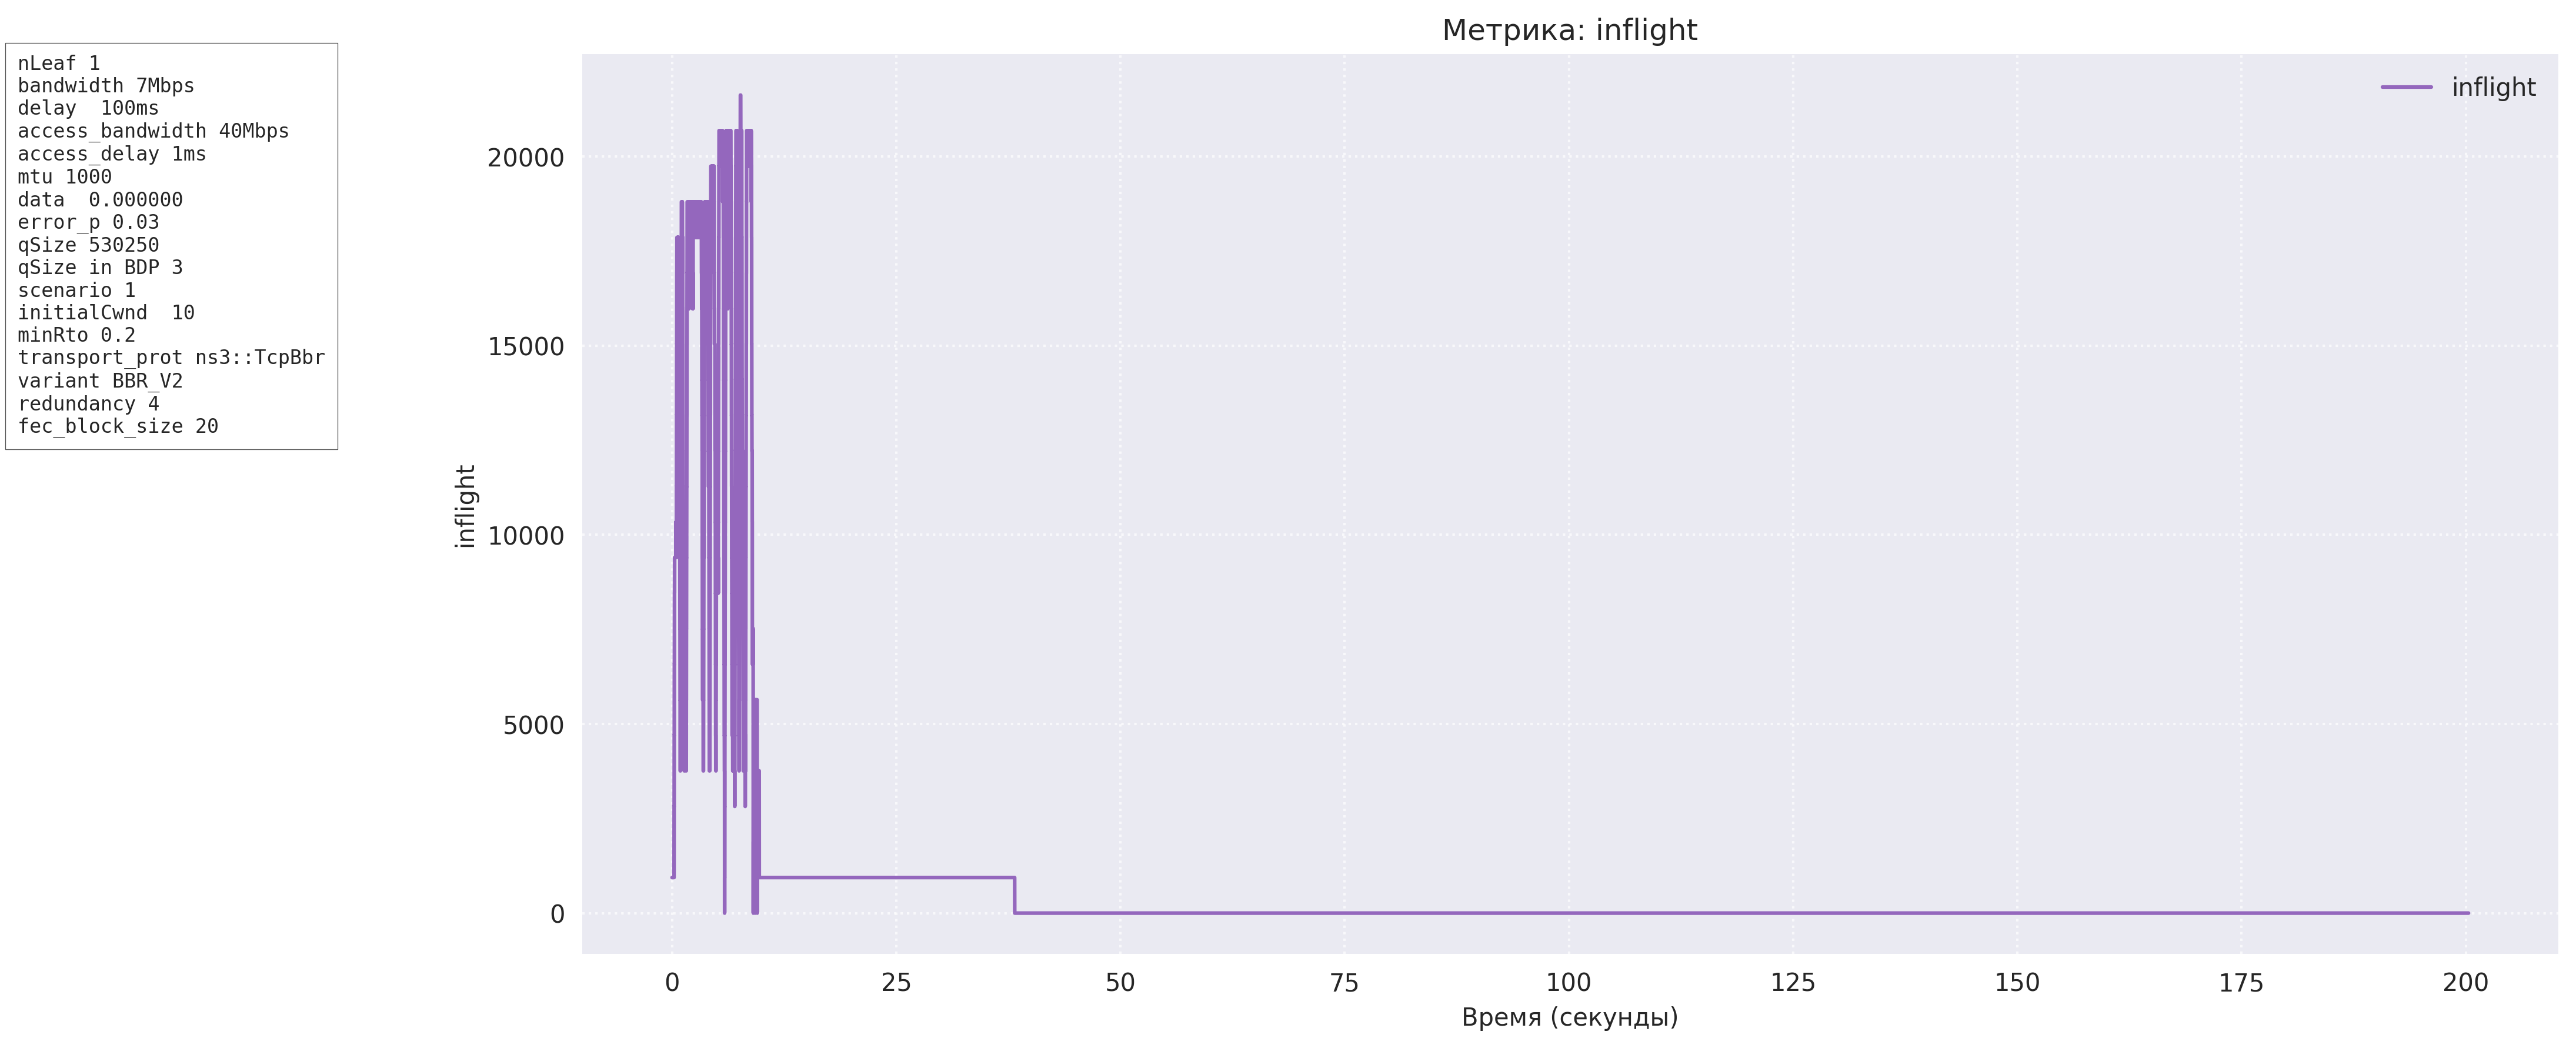 Метрика: inflight
nLeaf 1
bandwidth 7Mbps
delay  100ms
access_bandwidth 40Mbps
access_delay 1ms
mtu 1000
data  0.000000
error_p 0.03
qSize 530250
qSize in BDP 3
scenario 1
initialCwnd  10
minRto 0.2
transport_prot ns3::TcpBbr
variant BBR_V2
redundancy 4
fec_block_size 20
inflight
inflight
20000
15000
10000
5000
0
0 25 50 75 100 125 150 175 200
Время (секунды)